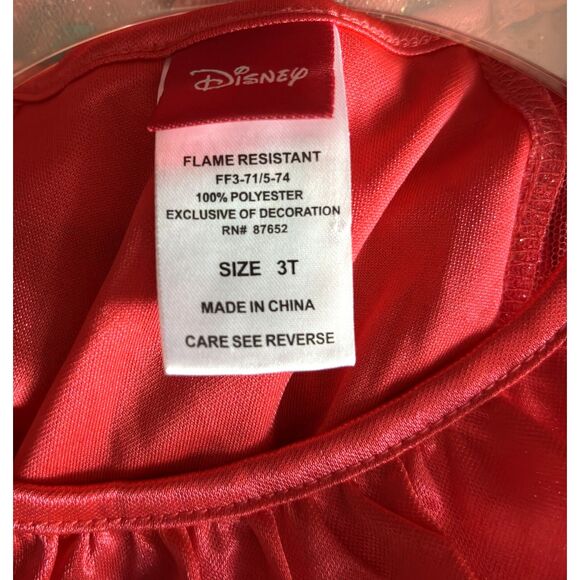 Disney
FLAME RESISTANT
FF3-71/5-74
100% POLYESTER
EXCLUSIVE OF DECORATION
RN# 87652
SIZE 3T
MADE IN CHINA
CARE SEE REVERSE